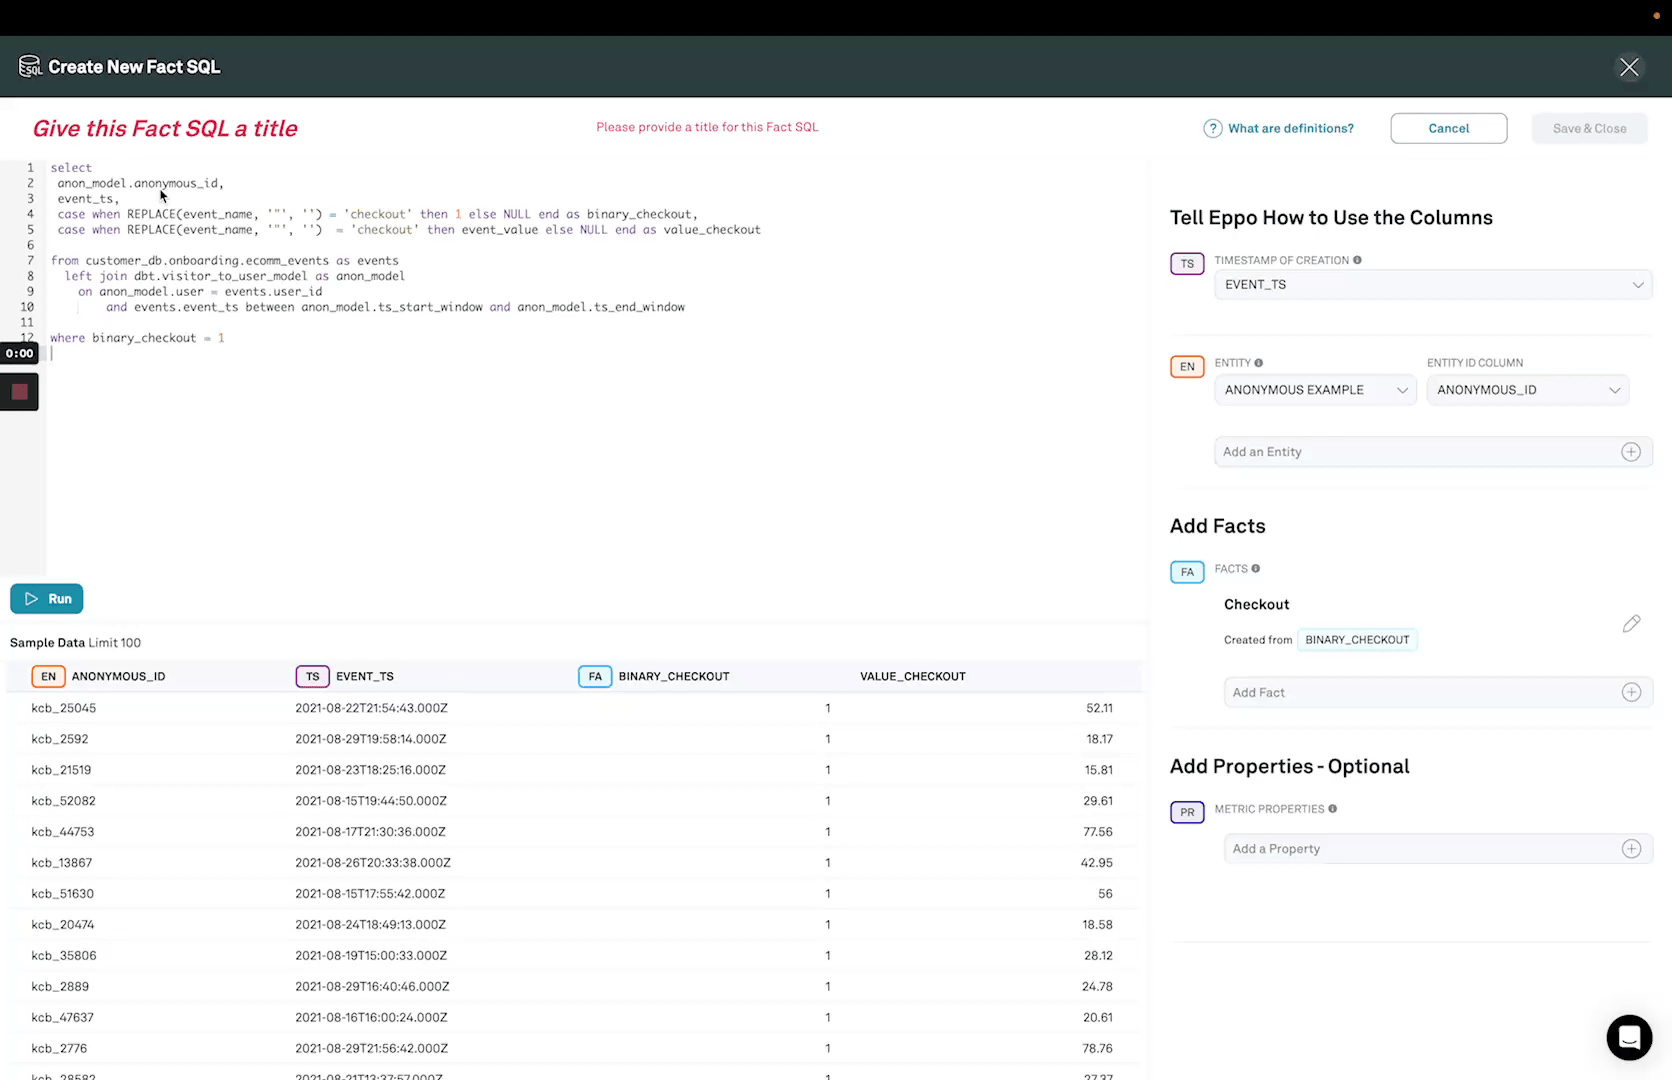 SQL Create New Fact SQL
Give this Fact SQL a title
Please provide a title for this Fact SQL
? What are definitions?
Cancel
Save & Close
1 select
2 anon_model.anonymous_id,
3 event_ts,
4 case when REPLACE(event_name, '"', '') = 'checkout' then 1 else NULL end as binary_checkout,
5 case when REPLACE(event_name, '"', '') = 'checkout' then event_value else NULL end as value_checkout
6
7 from customer_db.onboarding.ecomm_events as events
8 left join dbt.visitor_to_user_model as anon_model
9 on anon_model.user = events.user_id
10 and events.event_ts between anon_model.ts_start_window and anon_model.ts_end_window
11
12 where binary_checkout = 1
0:00
Run
Sample Data Limit 100
EN ANONYMOUS_ID TS EVENT_TS FA BINARY_CHECKOUT VALUE_CHECKOUT
kcb_25045 2021-08-22T21:54:43.000Z 1 52.11
kcb_2592 2021-08-29T19:58:14.000Z 1 18.17
kcb_21519 2021-08-23T18:25:16.000Z 1 15.81
kcb_52082 2021-08-15T19:44:50.000Z 1 29.61
kcb_44753 2021-08-17T21:30:36.000Z 1 77.56
kcb_13867 2021-08-26T20:33:38.000Z 1 42.95
kcb_51630 2021-08-15T17:55:42.000Z 1 56
kcb_20474 2021-08-24T18:49:13.000Z 1 18.58
kcb_35806 2021-08-19T15:00:33.000Z 1 28.12
kcb_2889 2021-08-29T16:40:46.000Z 1 24.78
kcb_47637 2021-08-16T16:00:24.000Z 1 20.61
kcb_2776 2021-08-29T21:56:42.000Z 1 78.76
kcb_28582 2021-08-21T13:37:57.000Z 1 27.37
Tell Eppo How to Use the Columns
TS TIMESTAMP OF CREATION
EVENT_TS
EN ENTITY ENTITY ID COLUMN
ANONYMOUS EXAMPLE ANONYMOUS_ID
Add an Entity
Add Facts
FA FACTS
Checkout
Created from BINARY_CHECKOUT
Add Fact
Add Properties - Optional
PR METRIC PROPERTIES
Add a Property